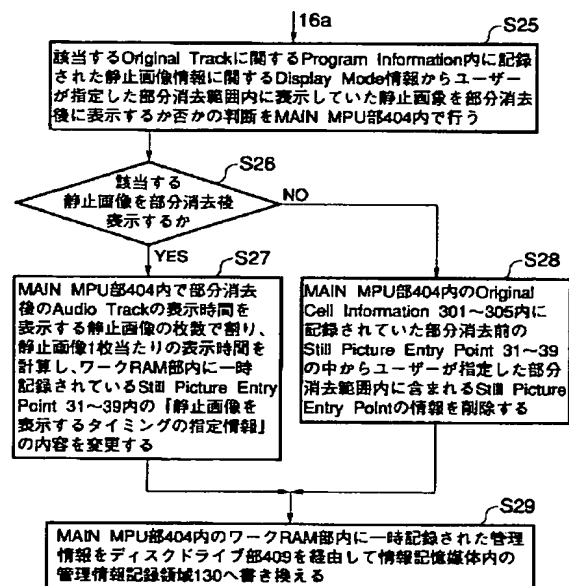 16a
S25
該当するOriginal Trackに関するProgram Information内に記録
された静止画像情報に関するDisplay Mode情報からユーザー
が指定した部分消去範囲内に表示していた静止画象を部分消去
後に表示するか否かの判断をMAIN MPU部404内で行う
S26
該当する
静止画像を部分消去後
表示するか
NO
YES
S27
MAIN MPU部404内で部分消去
後のAudio Trackの表示時間を
表示する静止画像の枚数で割り、
静止画像1枚当たりの表示時間を
計算し、ワークRAM部内に一時
記録されているStill Picture Entry
Point 31〜39内の「静止画像を
表示するタイミングの指定情報」
の内容を変更する
S28
MAIN MPU部404内のOriginal
Cell Information 301〜305内に
記録されていた部分消去前の
Still Picture Entry Point 31〜39
の中からユーザーが指定した部分
消去範囲内に含まれるStill Picture
Entry Pointの情報を削除する
S29
MAIN MPU部404内のワークRAM部内に一時記録された管理
情報をディスクドライブ部409を経由して情報記憶媒体内の
管理情報記録領域130へ書き換える